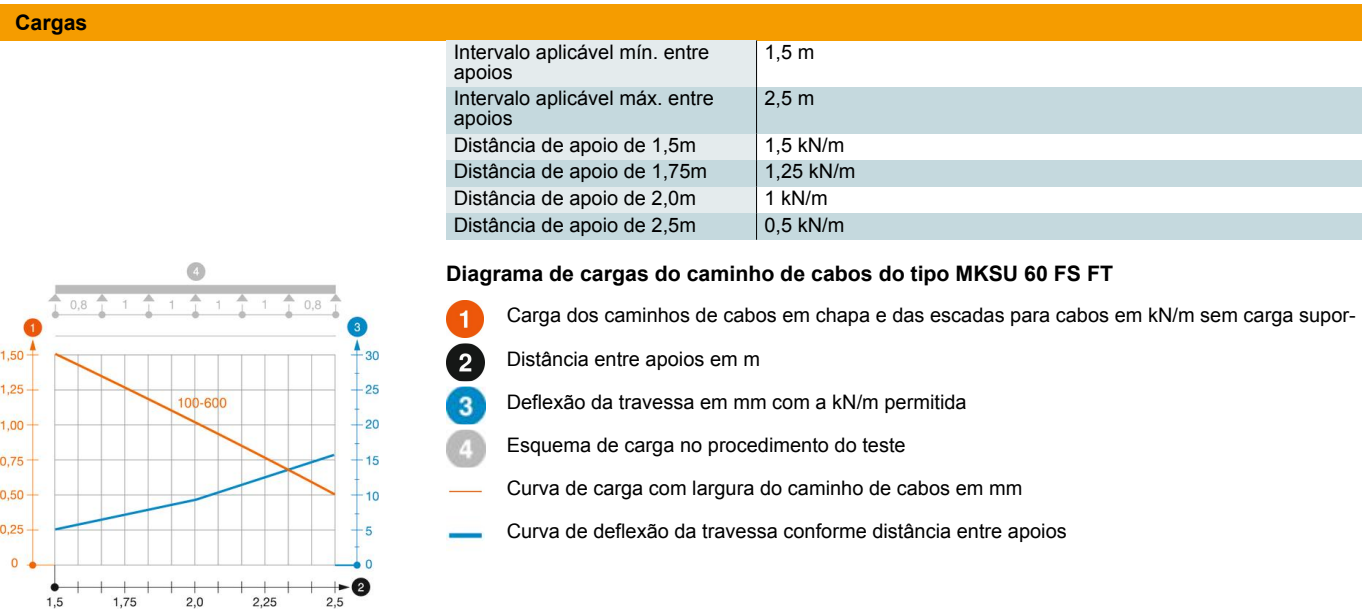 Cargas
Intervalo aplicável mín. entre
apoios
1,5 m
Intervalo aplicável máx. entre
apoios
2,5 m
Distância de apoio de 1,5m
1,5 kN/m
Distância de apoio de 1,75m
1,25 kN/m
Distância de apoio de 2,0m
1 kN/m
Distância de apoio de 2,5m
0,5 kN/m
4
0,8 1 1 1 1 0,8
1
3
1,50
1,25
1,00
0,75
0,50
0,25
0
100-600
30
25
20
15
10
5
0
2
1,5 1,75 2,0 2,25 2,5
Diagrama de cargas do caminho de cabos do tipo MKSU 60 FS FT
1 Carga dos caminhos de cabos em chapa e das escadas para cabos em kN/m sem carga supor-
2 Distância entre apoios em m
3 Deflexão da travessa em mm com a kN/m permitida
4 Esquema de carga no procedimento do teste
Curva de carga com largura do caminho de cabos em mm
Curva de deflexão da travessa conforme distância entre apoios